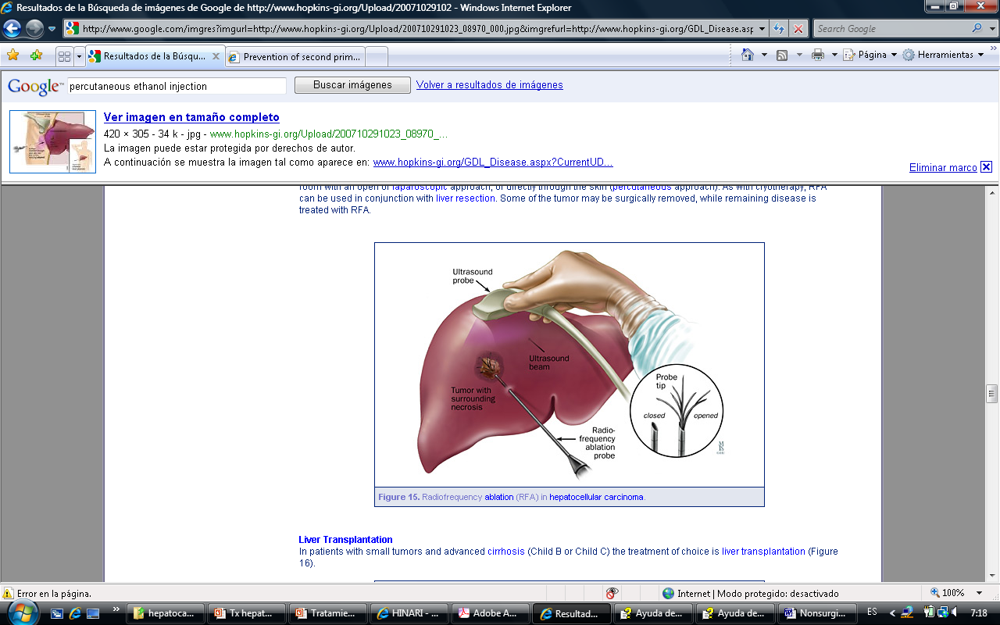 Resultados de la Búsqueda de imágenes de Google de http://www.hopkins-gi.org/Upload/20071029102 - Windows Internet Explorer
http://www.google.com/imgres?imgurl=http://www.hopkins-gi.org/Upload/200710291023_08970_000.jpg&imgrefurl=http://www.hopkins-gi.org/GDL_Disease.asp
Search Google
Resultados de la Búsqu...
Prevention of second prim...
Página
Herramientas
Google
percutaneous ethanol injection
Buscar imágenes
Volver a resultados de imágenes
Ver imagen en tamaño completo
420 × 305 - 34 k - jpg - www.hopkins-gi.org/Upload/200710291023_08970_...
La imagen puede estar protegida por derechos de autor.
A continuación se muestra la imagen tal como aparece en: www.hopkins-gi.org/GDL_Disease.aspx?CurrentUD...
Eliminar marco
room with an open or laparoscopic approach, or directly through the skin (percutaneous approach). As with cryotherapy, RFA
can be used in conjunction with liver resection. Some of the tumor may be surgically removed, while remaining disease is
treated with RFA.
Ultrasound
probe
Ultrasound
beam
Tumor with
surrounding
necrosis
Probe
tip
closed
opened
Radio-
frequency
ablation
probe
Figure 15. Radiofrequency ablation (RFA) in hepatocellular carcinoma.
Liver Transplantation
In patients with small tumors and advanced cirrhosis (Child B or Child C) the treatment of choice is liver transplantation (Figure
16).
Error en la página.
Internet | Modo protegido: desactivado
100%
hepatoca...
Tx hepat...
Tratamie...
HINARI - ...
Adobe A...
Resultad...
Ayuda de...
Ayuda de...
Nonsurgi...
ES
7:18